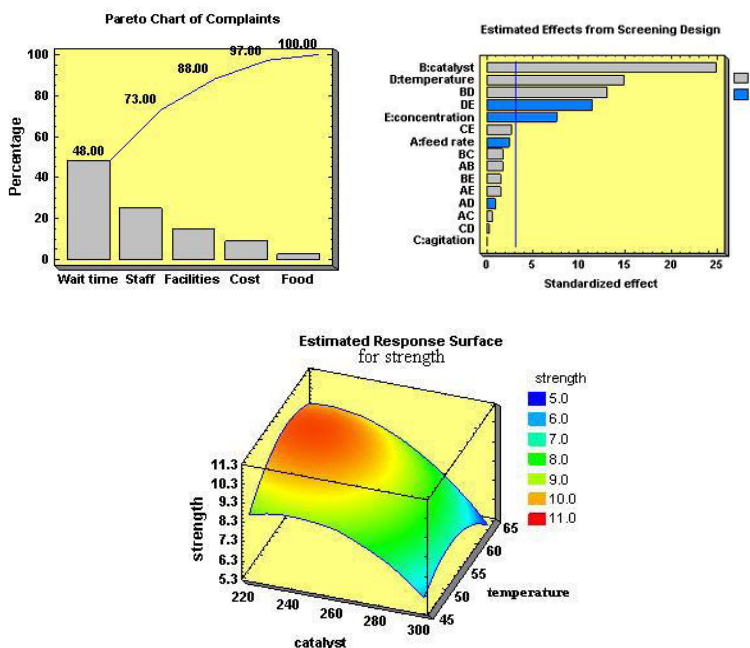 Pareto Chart of Complaints
100
80
60
40
20
0
Percentage
48.00
73.00
88.00
97.00
100.00
Wait time Staff Facilities Cost Food
Estimated Effects from Screening Design
B:catalyst
D:temperature
BD
DE
E:concentration
CE
A:feed rate
BC
AB
BE
AE
AD
AC
CD
C:agitation
0 5 10 15 20 25
Standardized effect
Estimated Response Surface
for strength
strength
5.0
6.0
7.0
8.0
9.0
10.0
11.0
11.3
10.3
9.3
8.3
7.3
6.3
5.3
strength
220 240 260 280 300
catalyst
45
50
55
60
65
temperature